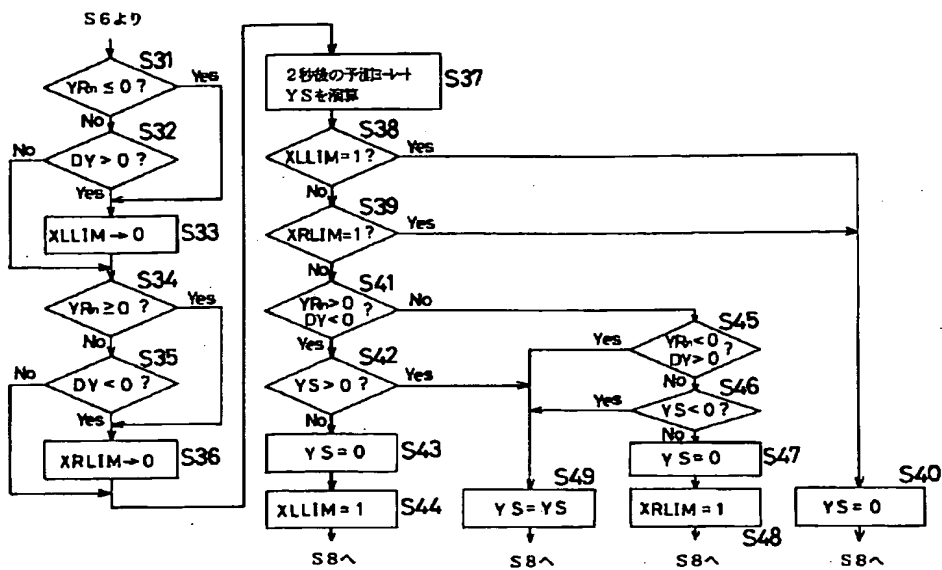 S6より
S31
YRn≤0?
Yes
No
S32
No
DY>0?
Yes
XLLIM→0
S33
S34
YRn≥0?
Yes
No
S35
No
DY<0?
Yes
XRLIM→0
S36
2秒後の予測ヨーレート
YSを演算
S37
S38
XLLIM=1?
Yes
No
S39
XRLIM=1?
Yes
No
S41
YRn>0
DY<0
?
No
Yes
S42
YS>0?
Yes
No
YS=0
S43
XLLIM=1
S44
S8へ
S45
YRn<0
DY>0
?
Yes
No
S46
YS<0?
Yes
No
YS=0
S47
XRLIM=1
S48
S8へ
S49
YS=YS
S8へ
S40
YS=0
S8へ